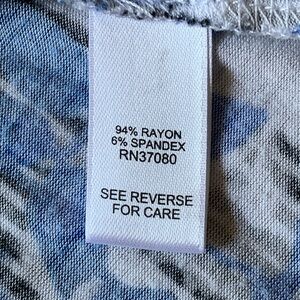 94% RAYON
6% SPANDEX
RN37080
SEE REVERSE
FOR CARE